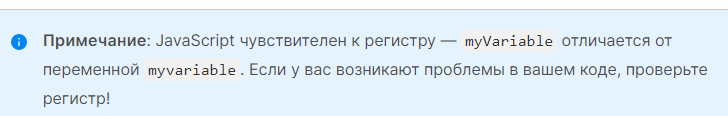 Примечание: JavaScript чувствителен к регистру — myVariable отличается от
переменной myvariable. Если у вас возникают проблемы в вашем коде, проверьте
регистр!